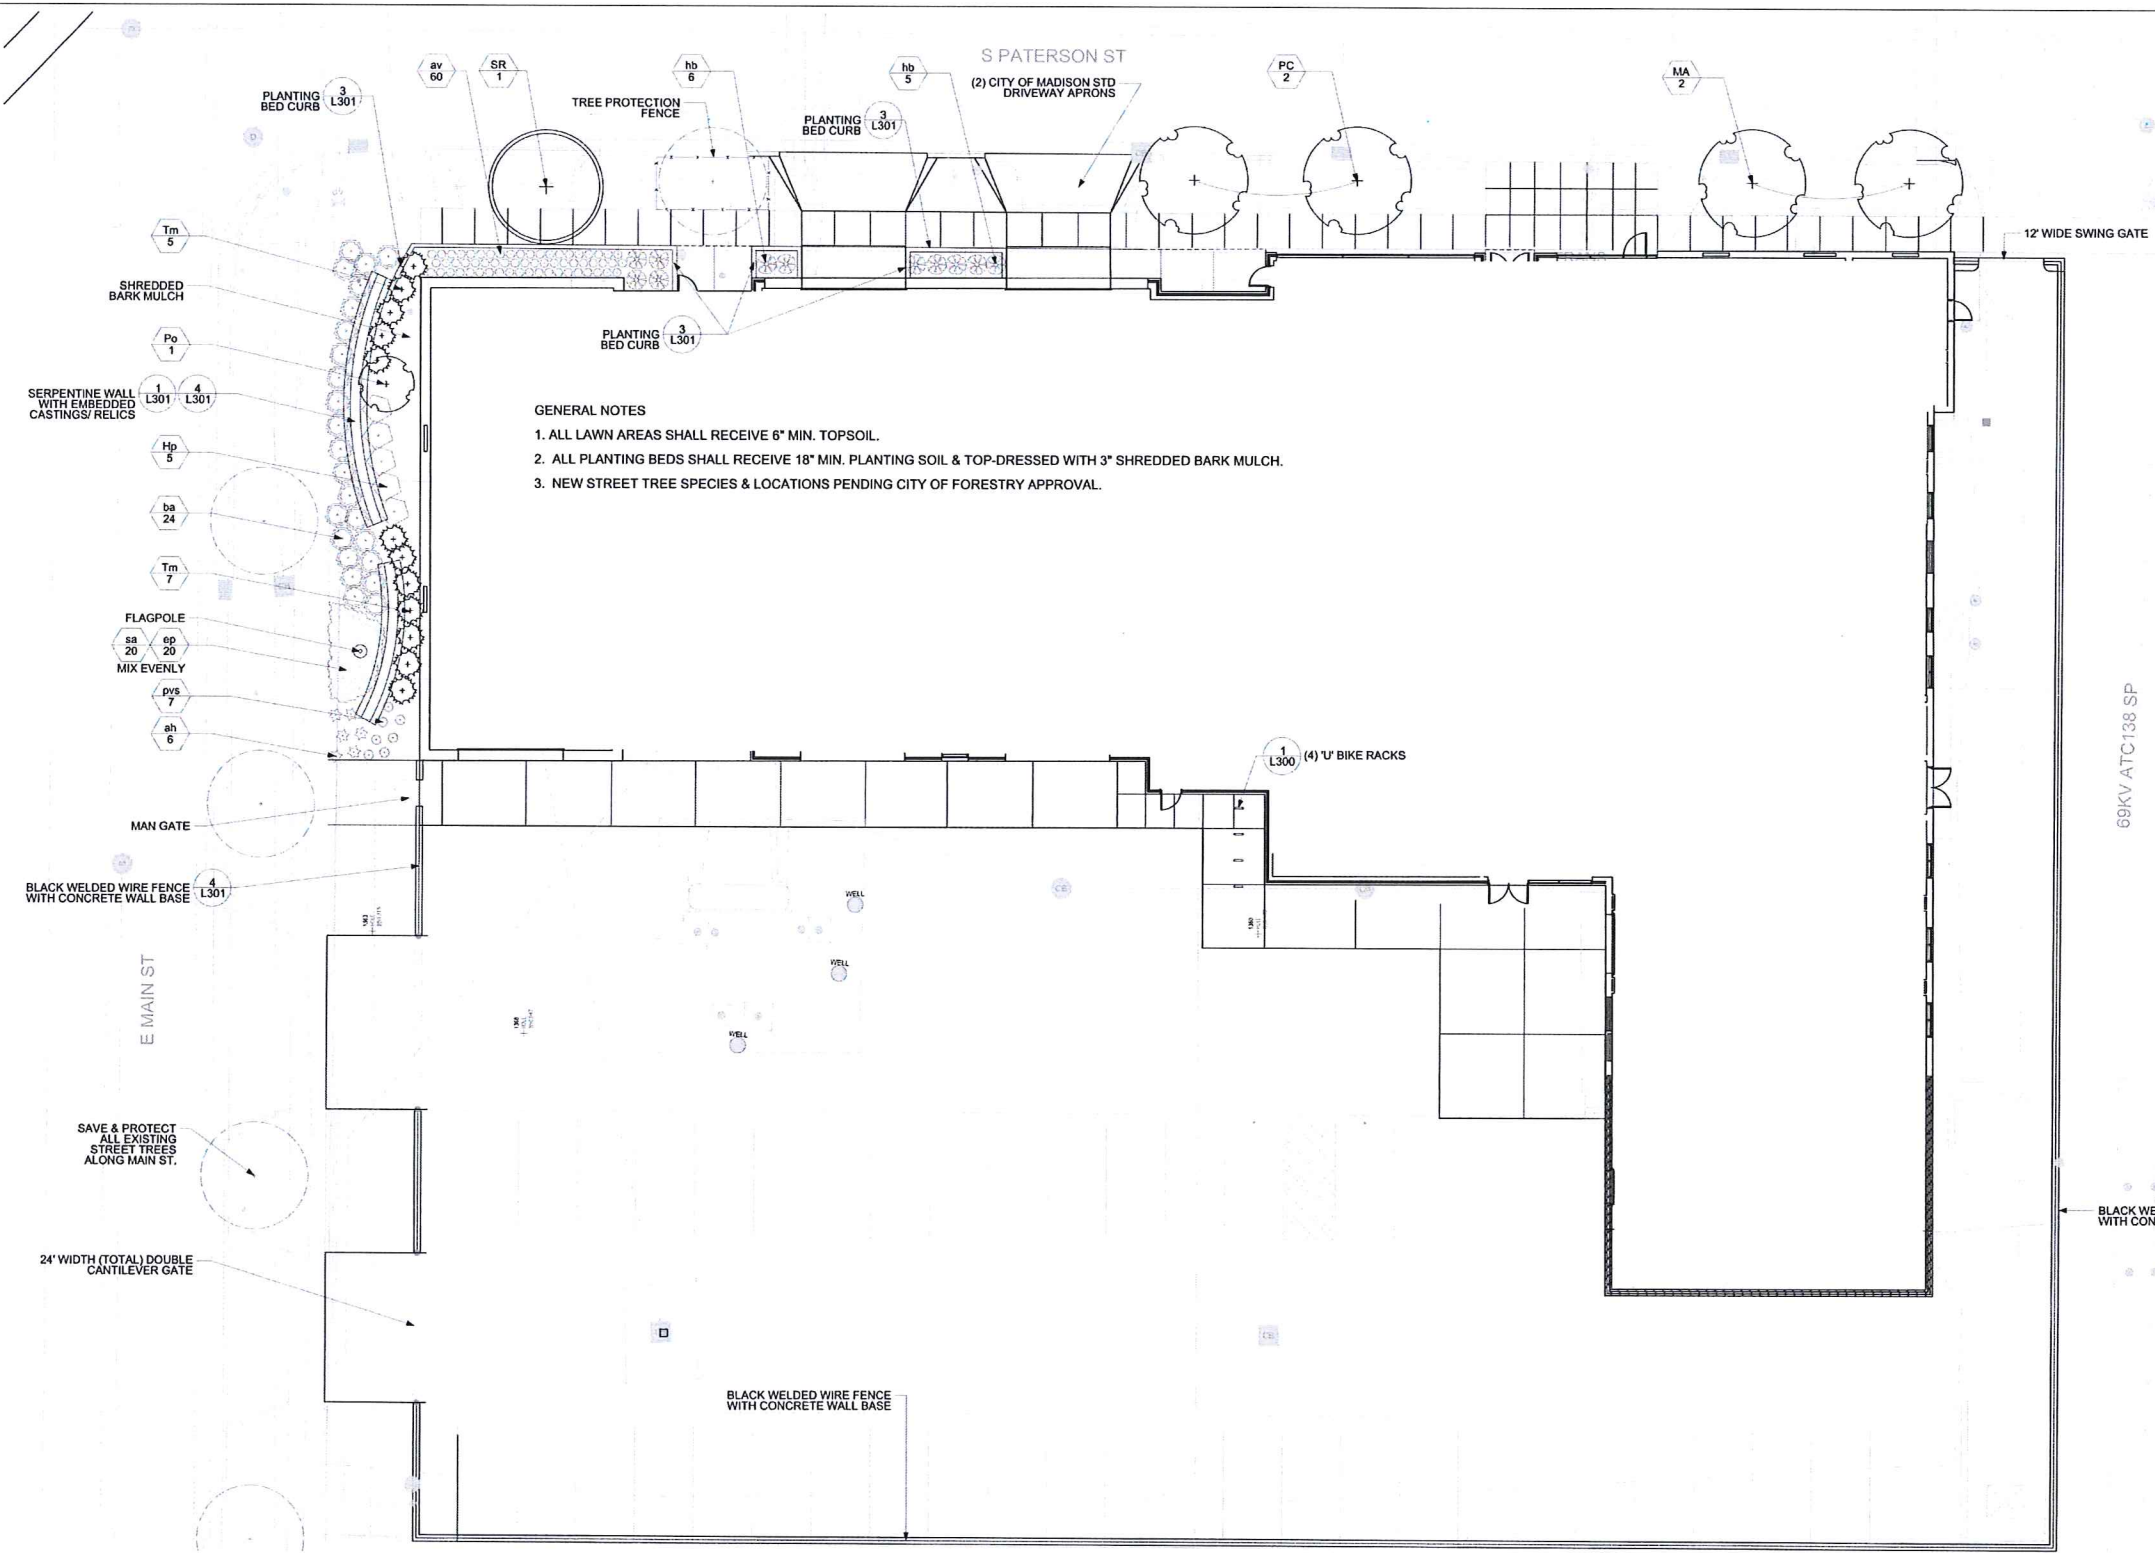 S PATERSON ST
av
60
SR
1
hb
6
hb
5
(2) CITY OF MADISON STD
DRIVEWAY APRONS
PC
2
MA
2
PLANTING
BED CURB
3
L301
TREE PROTECTION
FENCE
PLANTING
BED CURB
3
L301
12' WIDE SWING GATE
Tm
5
SHREDDED
BARK MULCH
Po
1
PLANTING
BED CURB
3
L301
SERPENTINE WALL
WITH EMBEDDED
CASTINGS/ RELICS
1
L301
4
L301
GENERAL NOTES
1. ALL LAWN AREAS SHALL RECEIVE 6" MIN. TOPSOIL.
2. ALL PLANTING BEDS SHALL RECEIVE 18" MIN. PLANTING SOIL & TOP-DRESSED WITH 3" SHREDDED BARK MULCH.
3. NEW STREET TREE SPECIES & LOCATIONS PENDING CITY OF FORESTRY APPROVAL.
Hp
5
ba
24
Tm
7
FLAGPOLE
sa
20
ep
20
MIX EVENLY
pvs
7
ah
6
1
L300
(4) 'U' BIKE RACKS
69KV ATC138 SP
MAN GATE
BLACK WELDED WIRE FENCE
WITH CONCRETE WALL BASE
4
L301
WELL
CB
WELL
WELL
E MAIN ST
SAVE & PROTECT
ALL EXISTING
STREET TREES
ALONG MAIN ST.
BLACK WE
WITH CON
24' WIDTH (TOTAL) DOUBLE
CANTILEVER GATE
CB
BLACK WELDED WIRE FENCE
WITH CONCRETE WALL BASE